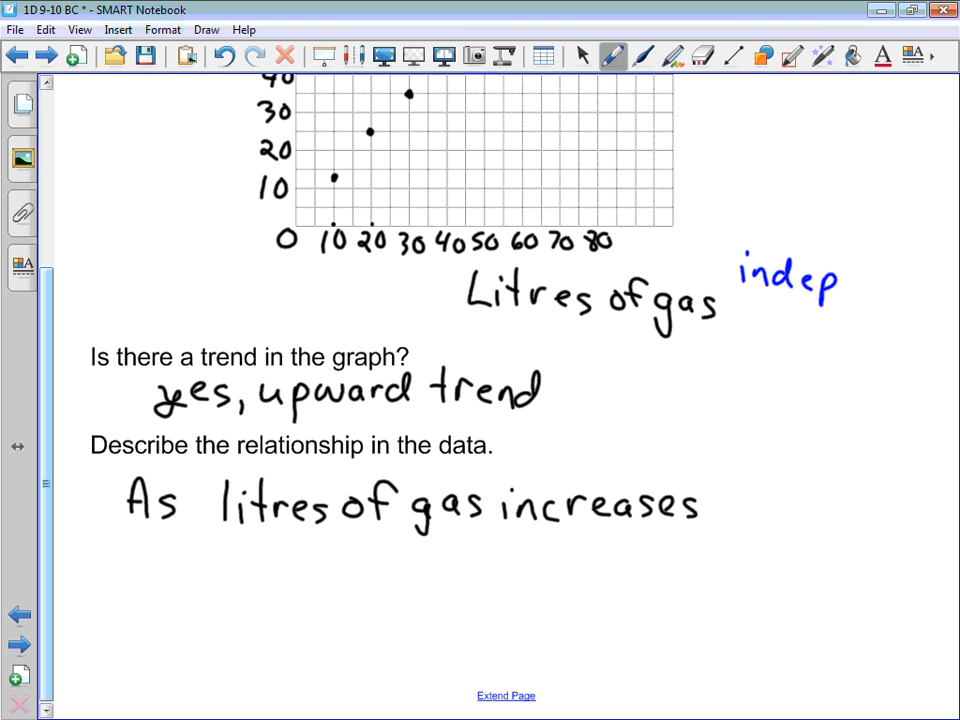 1D 9-10 BC * - SMART Notebook
File Edit View Insert Format Draw Help
40
30
20
10
0 10 20 30 40 50 60 70 80
Litres of gas indep
Is there a trend in the graph?
yes, upward trend
Describe the relationship in the data.
As litres of gas increases
Extend Page